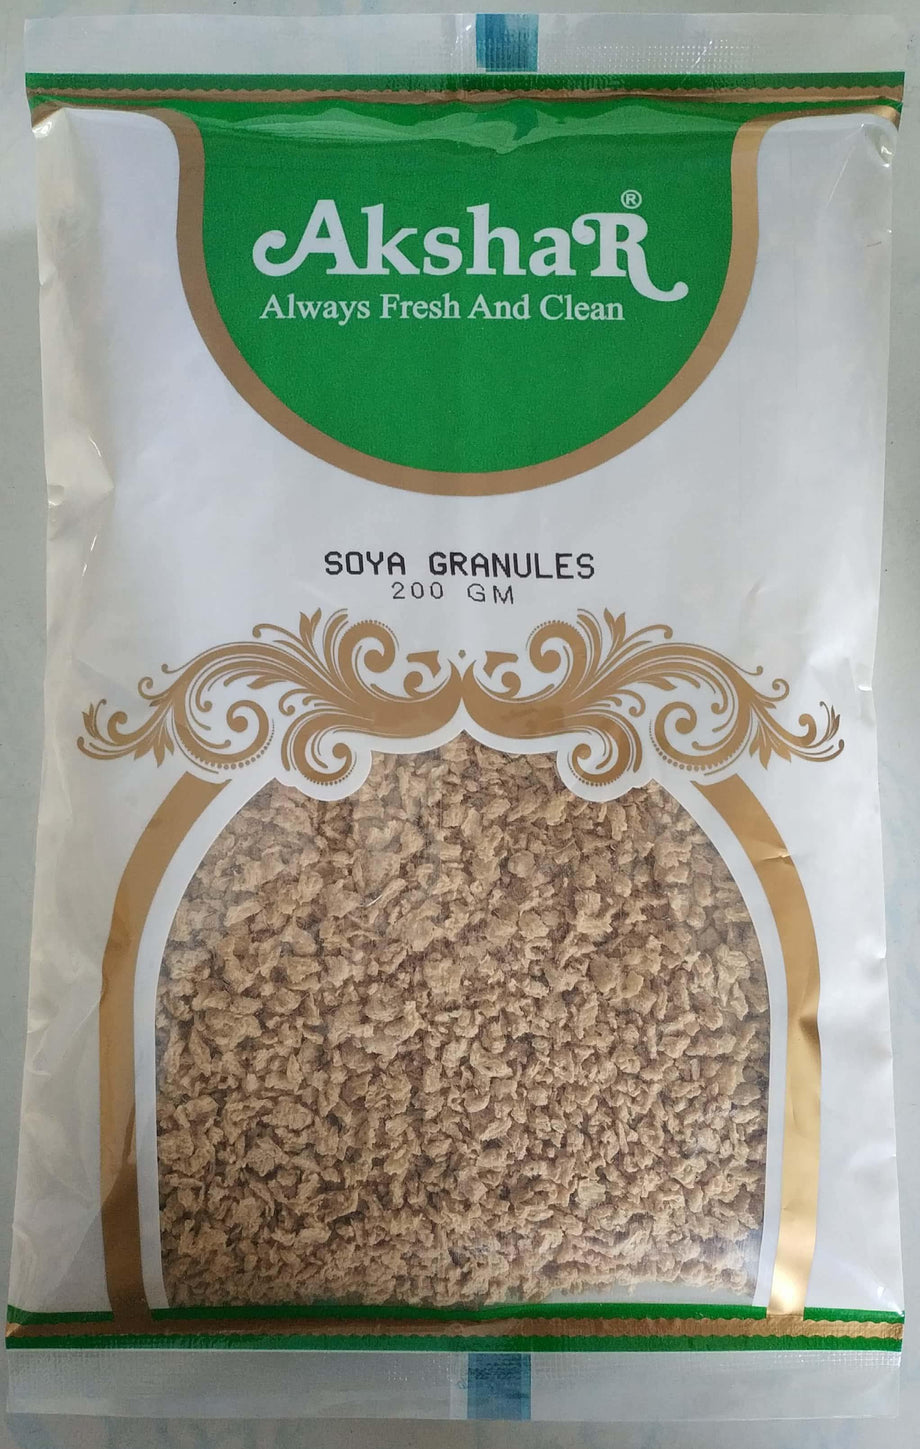 AkshaR®
Always Fresh And Clean
SOYA GRANULES
200 GM